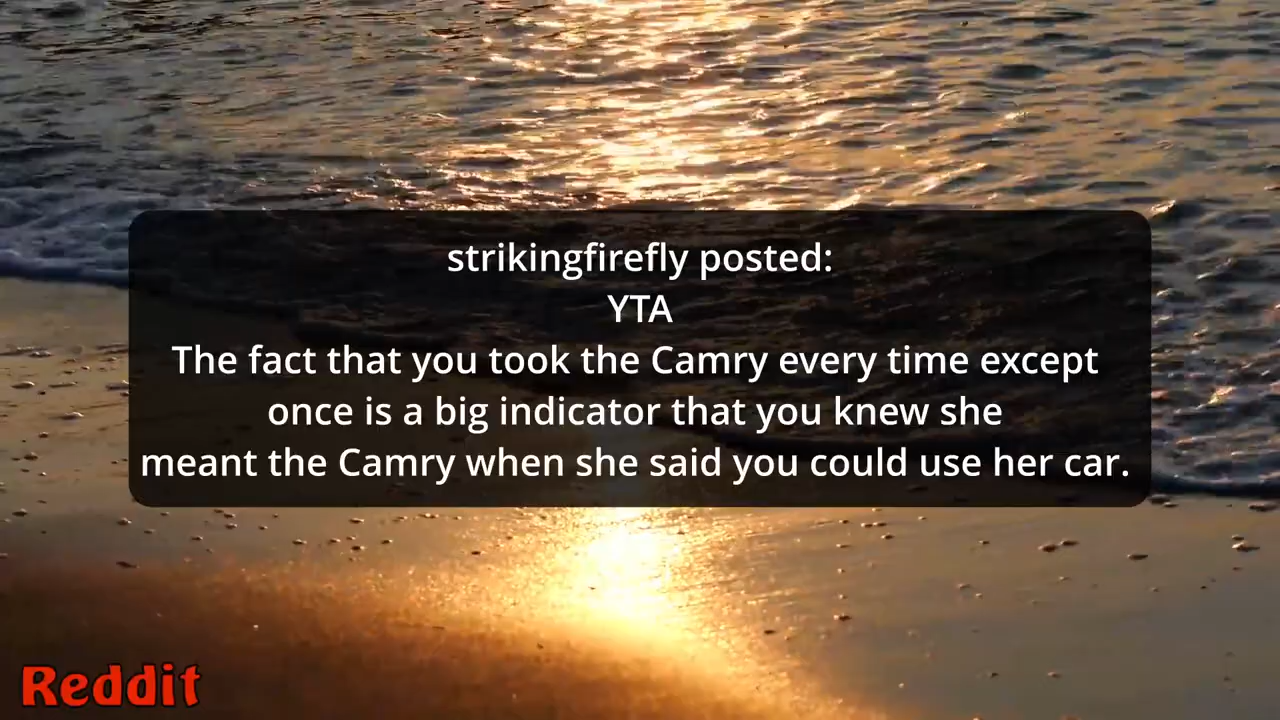 strikingfirefly posted:
YTA
The fact that you took the Camry every time except
once is a big indicator that you knew she
meant the Camry when she said you could use her car.
Reddit